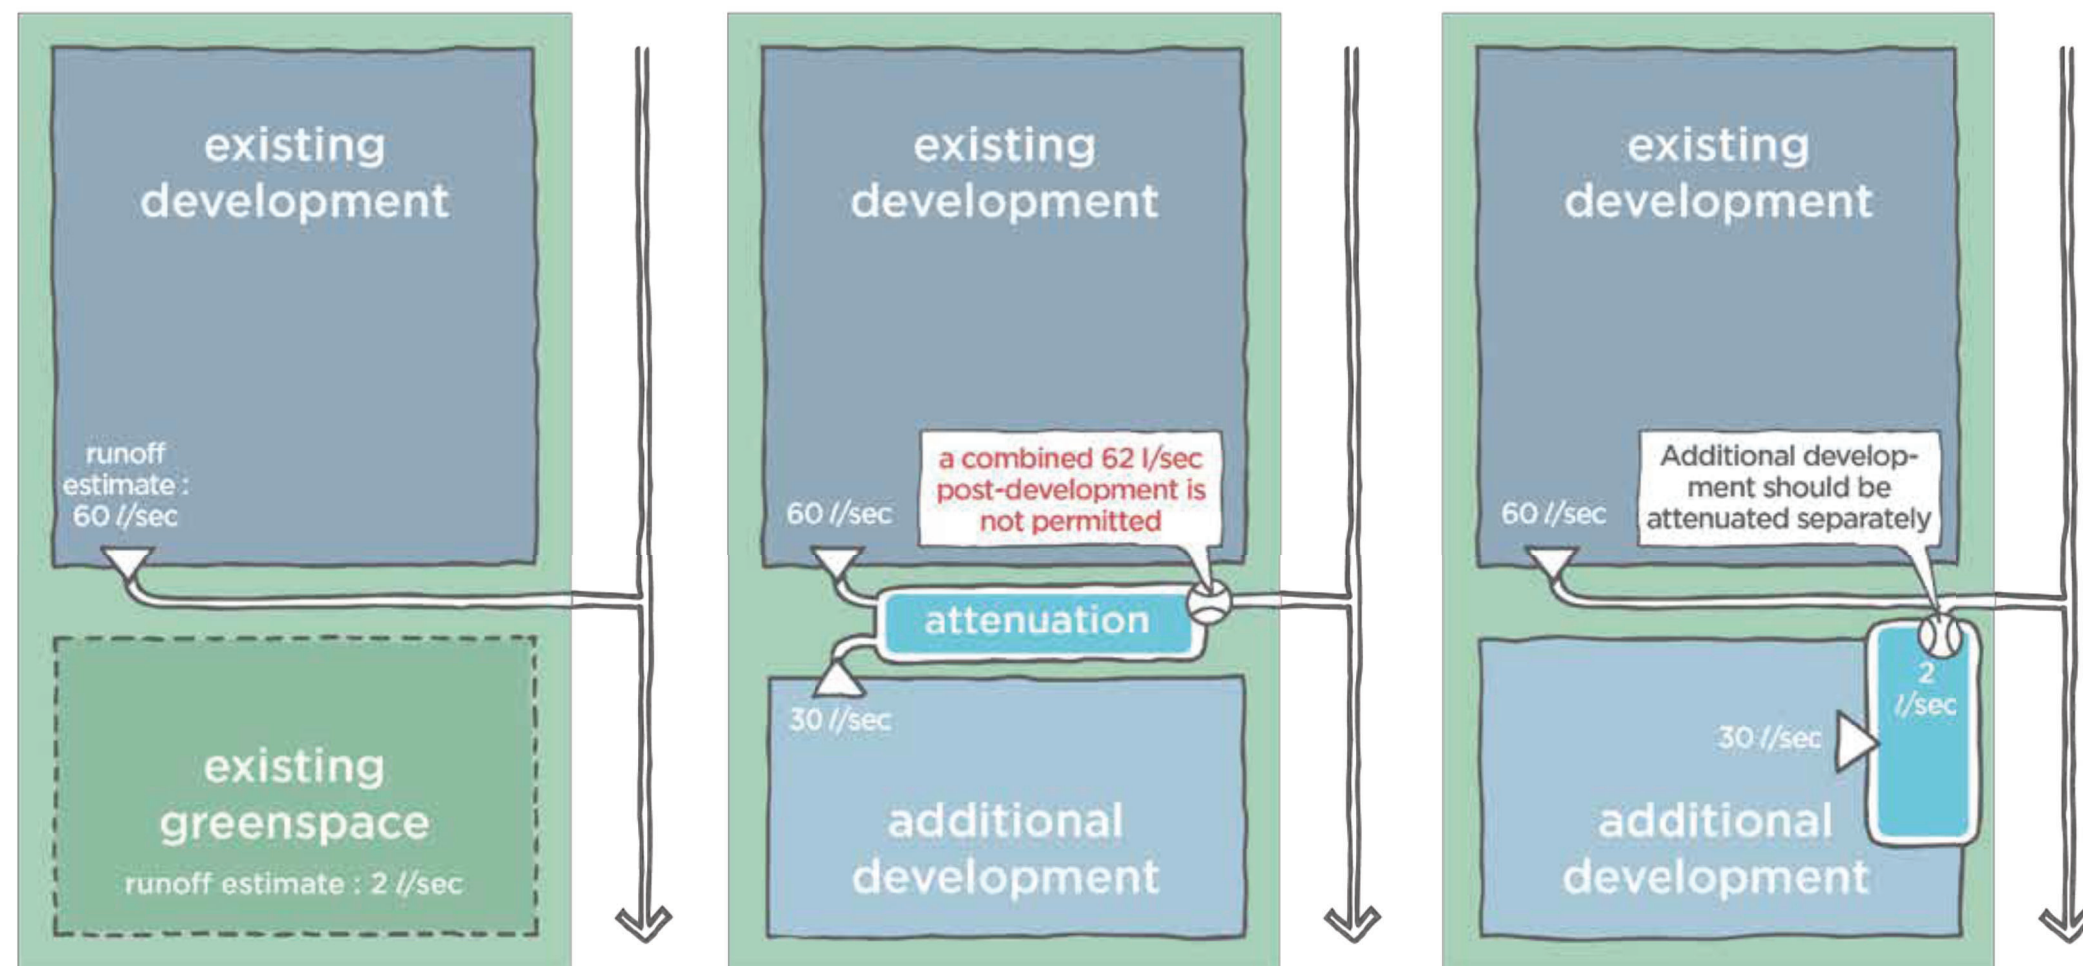 existing
development
runoff
estimate :
60 l/sec
existing
greenspace
runoff estimate : 2 l/sec
existing
development
a combined 62 l/sec
post-development is
not permitted
60 l/sec
attenuation
30 l/sec
additional
development
existing
development
Additional develop-
ment should be
attenuated separately
60 l/sec
2
l/sec
30 l/sec
additional
development